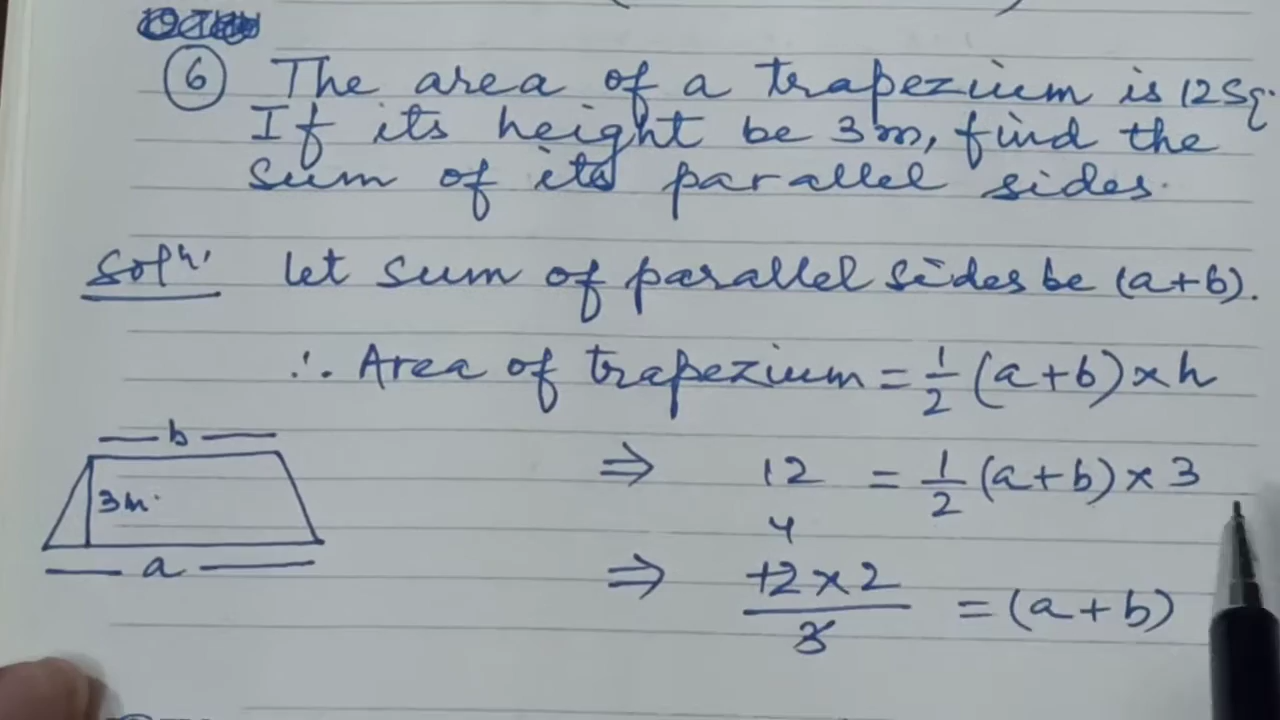 6 The area of a trapezium is 12 Sq.
If its height be 3m, find the
Sum of its parallel sides.
Solⁿ. let sum of parallel sides be (a+b).
∴ Area of trapezium = 1/2 (a+b) × h
⇒ 12 = 1/2 (a+b) × 3
4
⇒ 12 × 2 / 3 = (a+b)
b
3m.
a